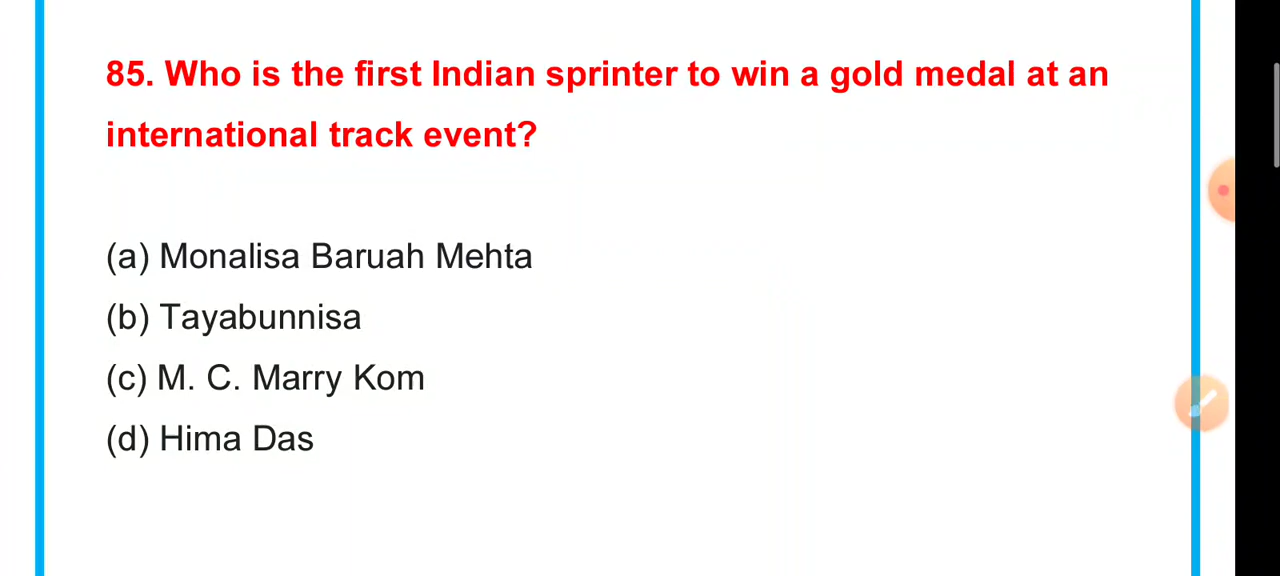 85. Who is the first Indian sprinter to win a gold medal at an
international track event?
(a) Monalisa Baruah Mehta
(b) Tayabunnisa
(c) M. C. Marry Kom
(d) Hima Das